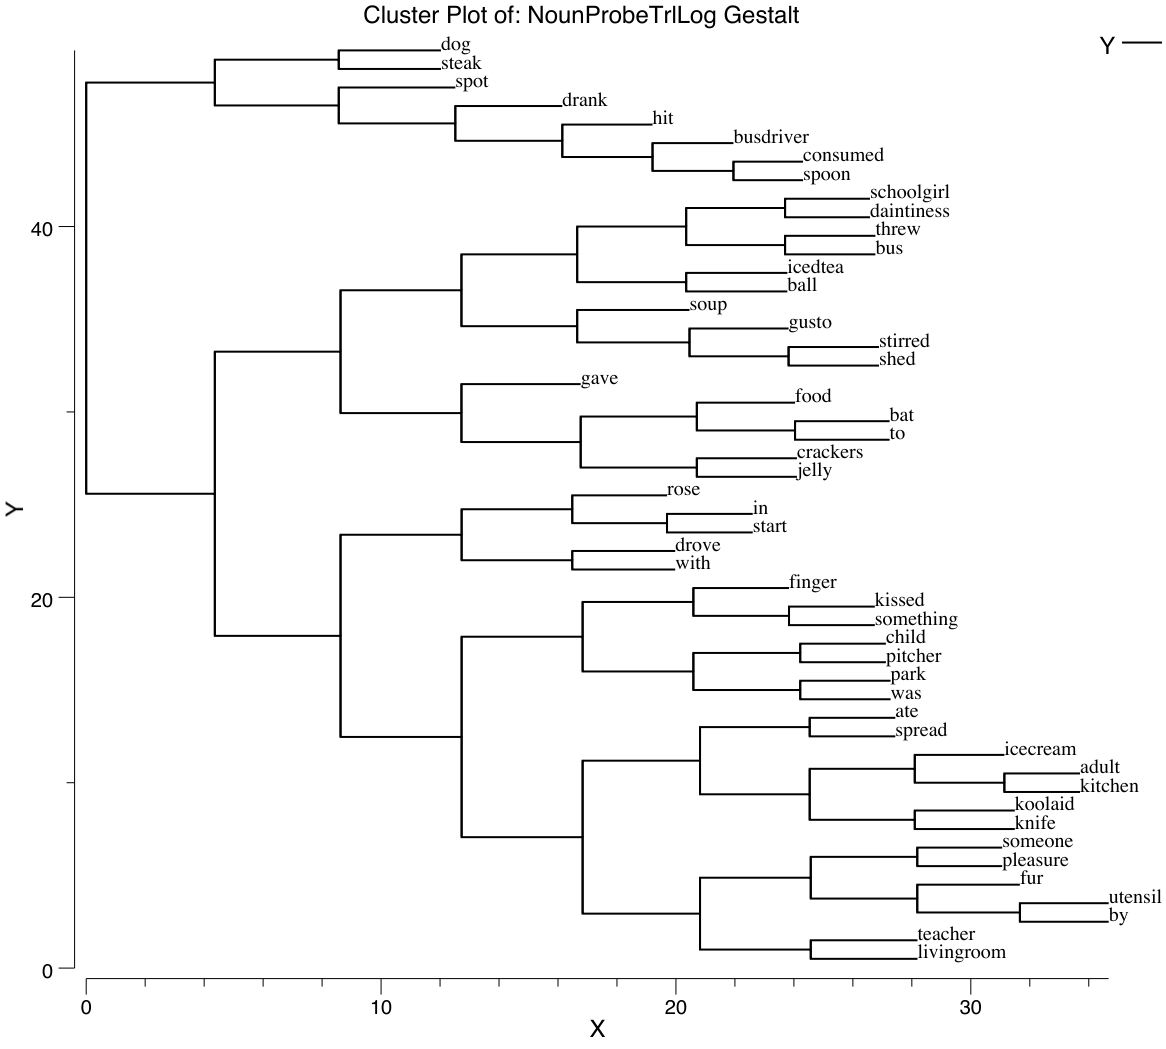 Cluster Plot of: NounProbeTrlLog Gestalt
Y
dog
steak
spot
drank
hit
busdriver
consumed
spoon
schoolgirl
daintiness
threw
bus
icedtea
ball
soup
gusto
stirred
shed
gave
food
bat
to
crackers
jelly
rose
in
start
drove
with
finger
kissed
something
child
pitcher
park
was
ate
spread
icecream
adult
kitchen
koolaid
knife
someone
pleasure
fur
utensil
by
teacher
livingroom
40
20
0
Y
0 10 20 30
X